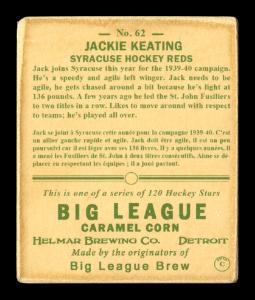 No. 62
JACKIE KEATING
SYRACUSE HOCKEY REDS
Jack joins Syracuse this year for the 1939-40 campaign.
He's a speedy and agile left winger. Jack needs to be
agile, he gets chased around a bit because he's light at
136 pounds. A few years ago he led the St. John Fusiliers
to two titles in a row. Likes to move around with respect
to teams; he's played all over.
Jack se joint à Syracuse cette année pour la campagne 1939-40. C'est
un ailier gauche rapide et agile. Jack doit être agile, il est un peu
poursuivi car il est léger avec ses 136 livres. Il y a quelques années, il
a mené les Fusiliers de St. John à deux titres consécutifs. Aime se dé-
placer en respectant les équipes ; il a joué partout.
This is one of a series of 120 Hockey Stars
BIG LEAGUE
CARAMEL CORN
HELMAR BREWING CO. DETROIT
Made by the originators of
Big League Brew
C